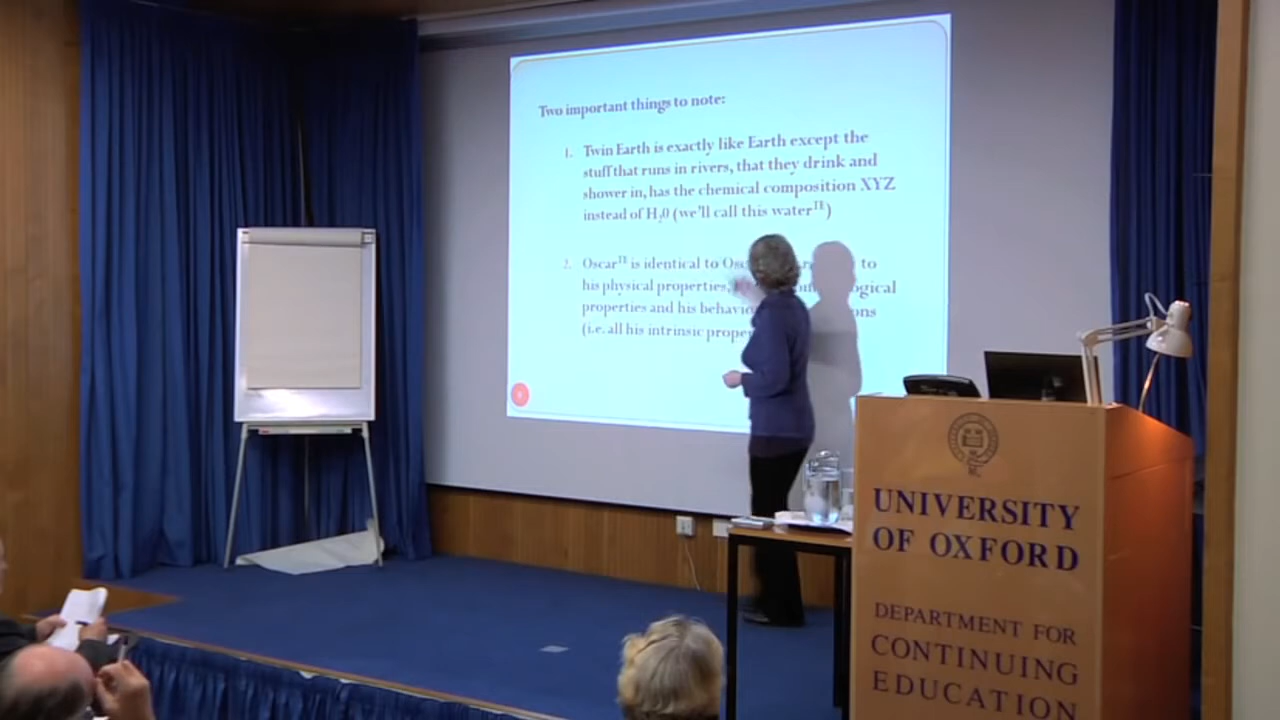 Two important things to note:
1. Twin Earth is exactly like Earth except the
stuff that runs in rivers, that they drink and
shower in, has the chemical composition XYZ
instead of H₂0 (we'll call this waterᵀᴱ)
2. Oscarᵀᴱ is identical to to
his physical properties,
properties and his
(i.e. all his intrinsic
UNIVERSITY
OF OXFORD
DEPARTMENT FOR
CONTINUING
EDUCATION